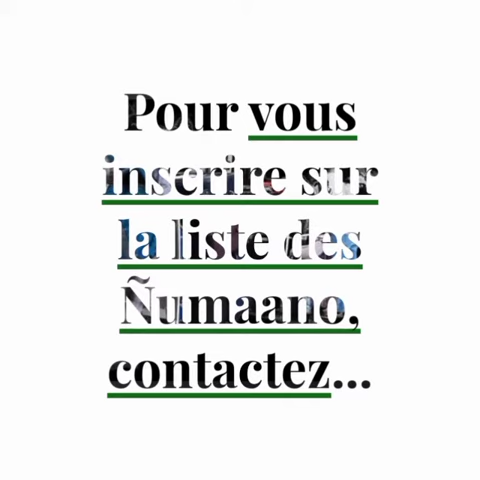 Pour vous
inscrire sur
la liste des
Ñumaano,
contactez...